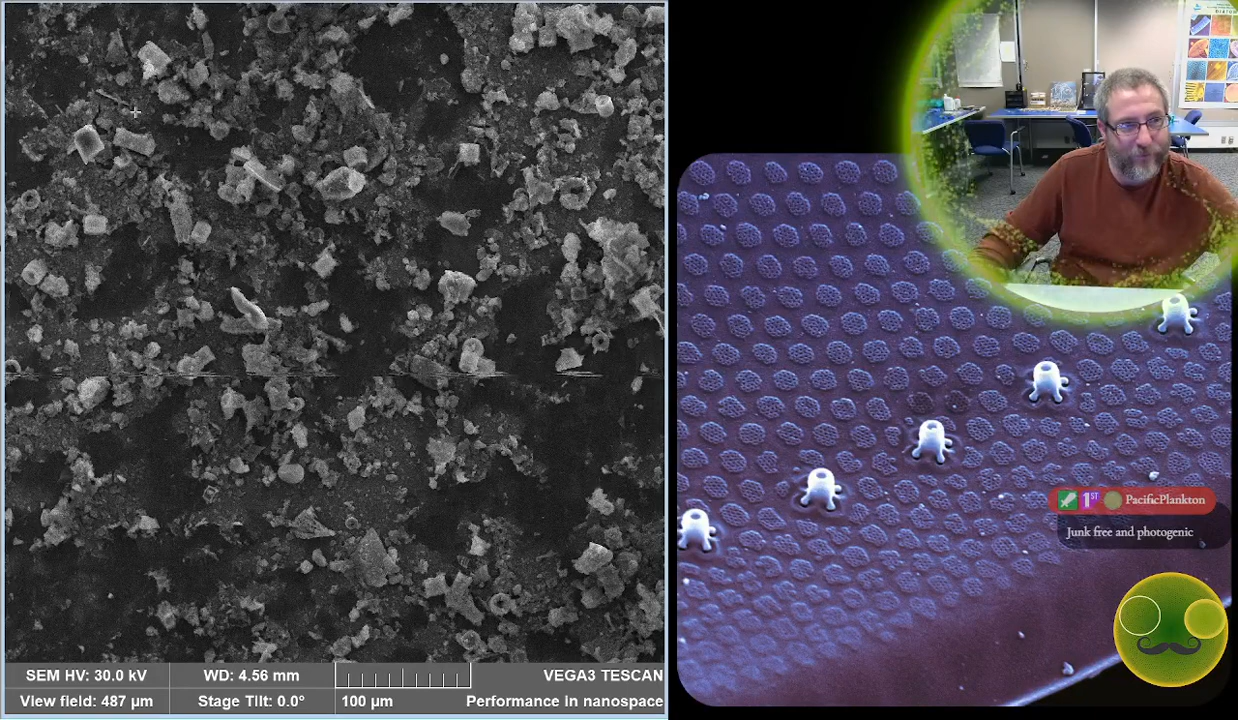 SEM HV: 30.0 kV
WD: 4.56 mm
VEGA3 TESCAN
View field: 487 µm
Stage Tilt: 0.0°
100 µm
Performance in nanospace
1ST
PacificPlankton
Junk free and photogenic